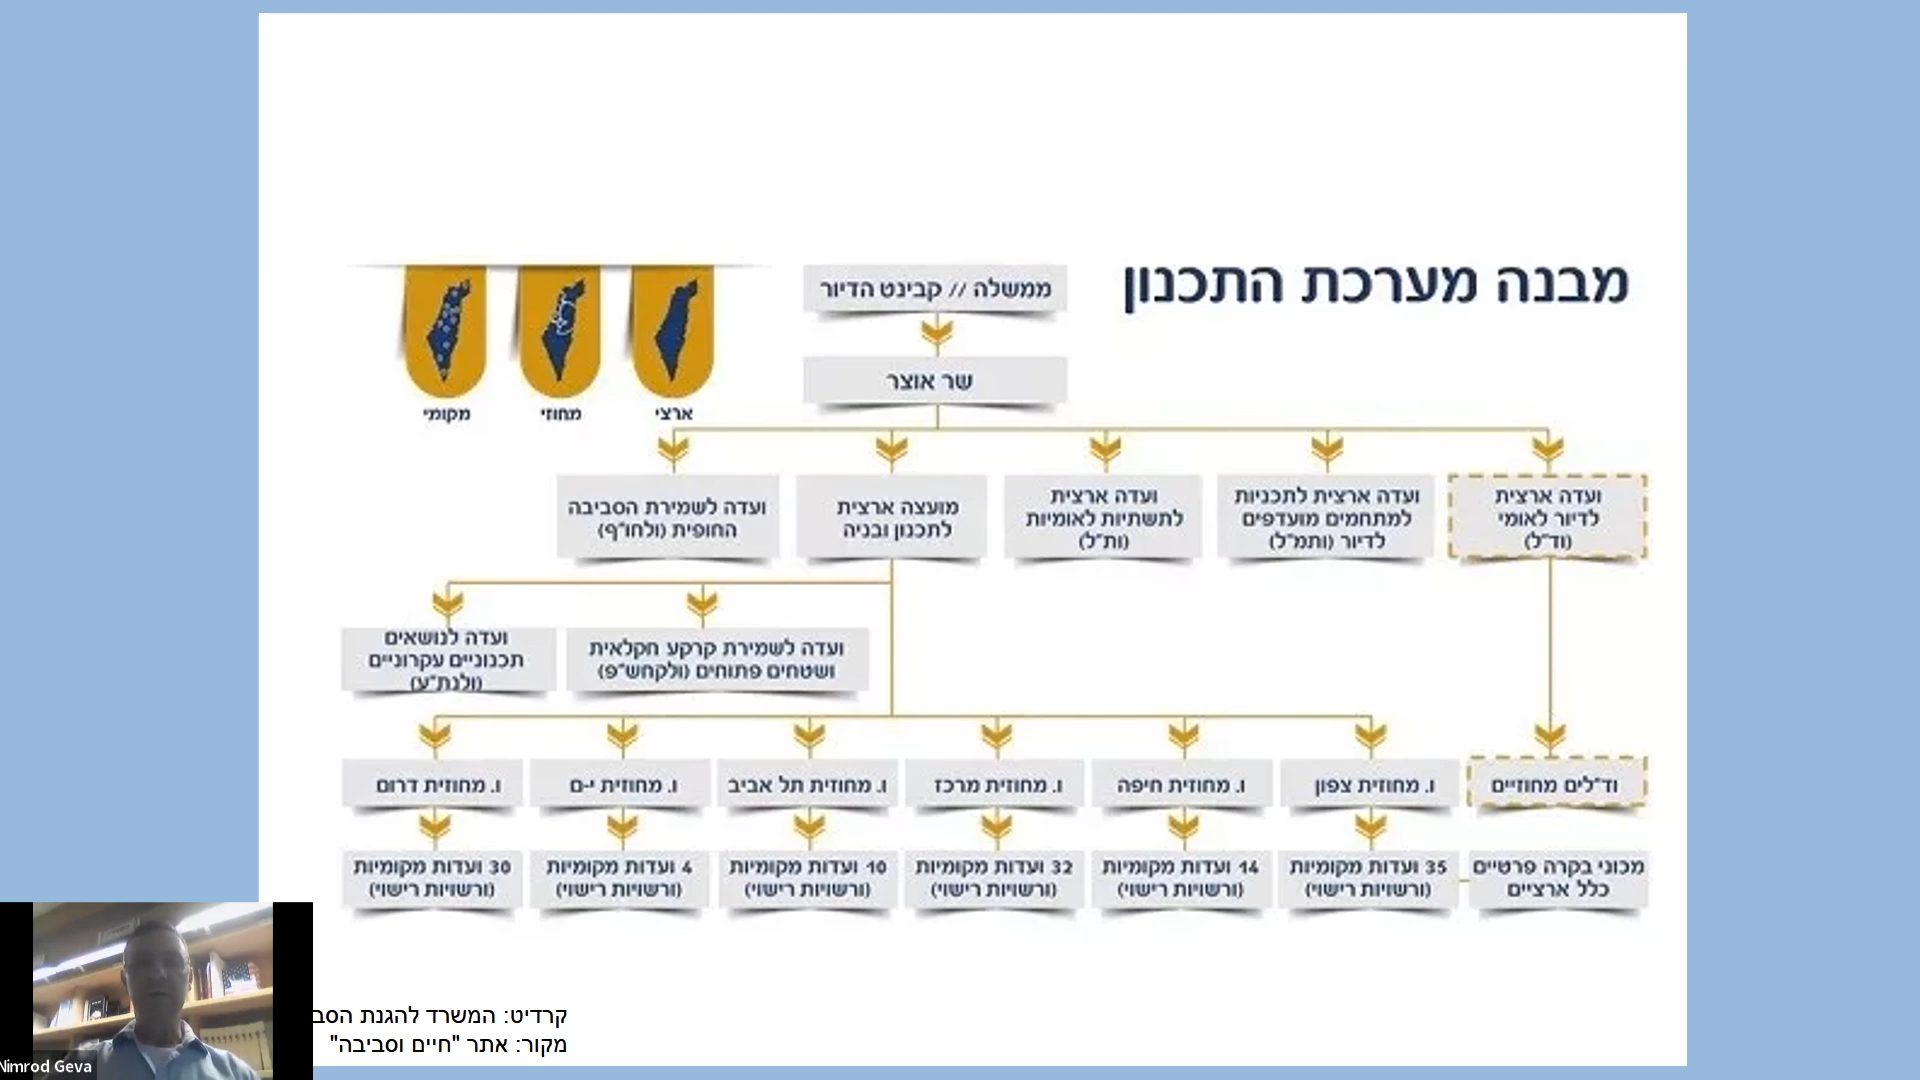 מבנה מערכת התכנון
ממשלה // קבינט הדיור
שר אוצר
ארצי
מחוזי
מקומי
ועדה ארצית
לדיור לאומי
(וד"ל)
ועדה ארצית לתכניות
למתחמים מועדפים
לדיור (ותמ"ל)
ועדה ארצית
לתשתיות לאומיות
(ות"ל)
מועצה ארצית
לתכנון ובניה
ועדה לשמירת הסביבה
החופית (ולחו"ף)
ועדה לשמירת קרקע חקלאית
ושטחים פתוחים (ולקחש"פ)
ועדה לנושאים
תכנוניים עקרוניים
(ולנת"ע)
וד"לים מחוזיים
ו. מחוזית צפון
ו. מחוזית חיפה
ו. מחוזית מרכז
ו. מחוזית תל אביב
ו. מחוזית י-ם
ו. מחוזית דרום
מכוני בקרה פרטיים
כלל ארציים
35 ועדות מקומיות
(ורשויות רישוי)
14 ועדות מקומיות
(ורשויות רישוי)
32 ועדות מקומיות
(ורשויות רישוי)
10 ועדות מקומיות
(ורשויות רישוי)
4 ועדות מקומיות
(ורשויות רישוי)
30 ועדות מקומיות
(ורשויות רישוי)
קרדיט: המשרד להגנת הסב
מקור: אתר "חיים וסביבה"
Nimrod Geva